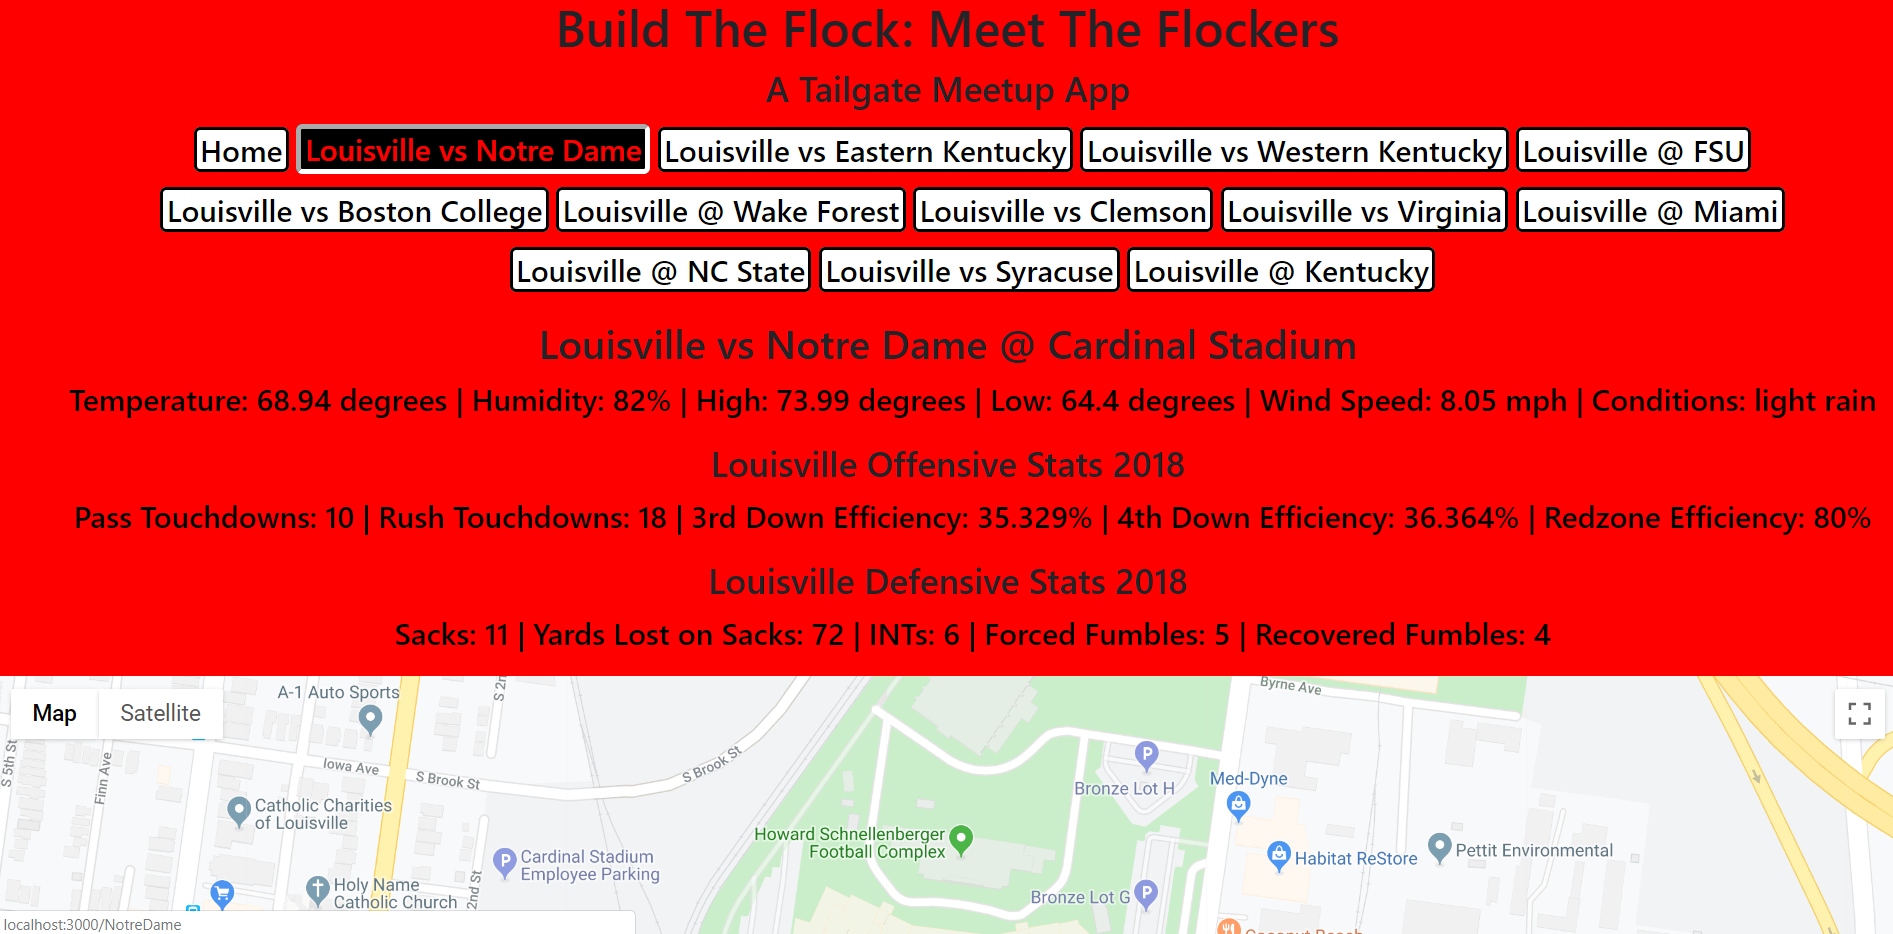 Build The Flock: Meet The Flockers
A Tailgate Meetup App
Home Louisville vs Notre Dame Louisville vs Eastern Kentucky Louisville vs Western Kentucky Louisville @ FSU
Louisville vs Boston College Louisville @ Wake Forest Louisville vs Clemson Louisville vs Virginia Louisville @ Miami
Louisville @ NC State Louisville vs Syracuse Louisville @ Kentucky
Louisville vs Notre Dame @ Cardinal Stadium
Temperature: 68.94 degrees | Humidity: 82% | High: 73.99 degrees | Low: 64.4 degrees | Wind Speed: 8.05 mph | Conditions: light rain
Louisville Offensive Stats 2018
Pass Touchdowns: 10 | Rush Touchdowns: 18 | 3rd Down Efficiency: 35.329% | 4th Down Efficiency: 36.364% | Redzone Efficiency: 80%
Louisville Defensive Stats 2018
Sacks: 11 | Yards Lost on Sacks: 72 | INTs: 6 | Forced Fumbles: 5 | Recovered Fumbles: 4
Map Satellite
A-1 Auto Sports
Byrne Ave
S 5th St
Finn Ave
Iowa Ave
S Brook St
S Brook St
Bronze Lot H
Med-Dyne
Catholic Charities
of Louisville
Howard Schnellenberger
Football Complex
Habitat ReStore
Pettit Environmental
Cardinal Stadium
Employee Parking
Holy Name
Catholic Church
2nd St
Bronze Lot G
localhost:3000/NotreDame